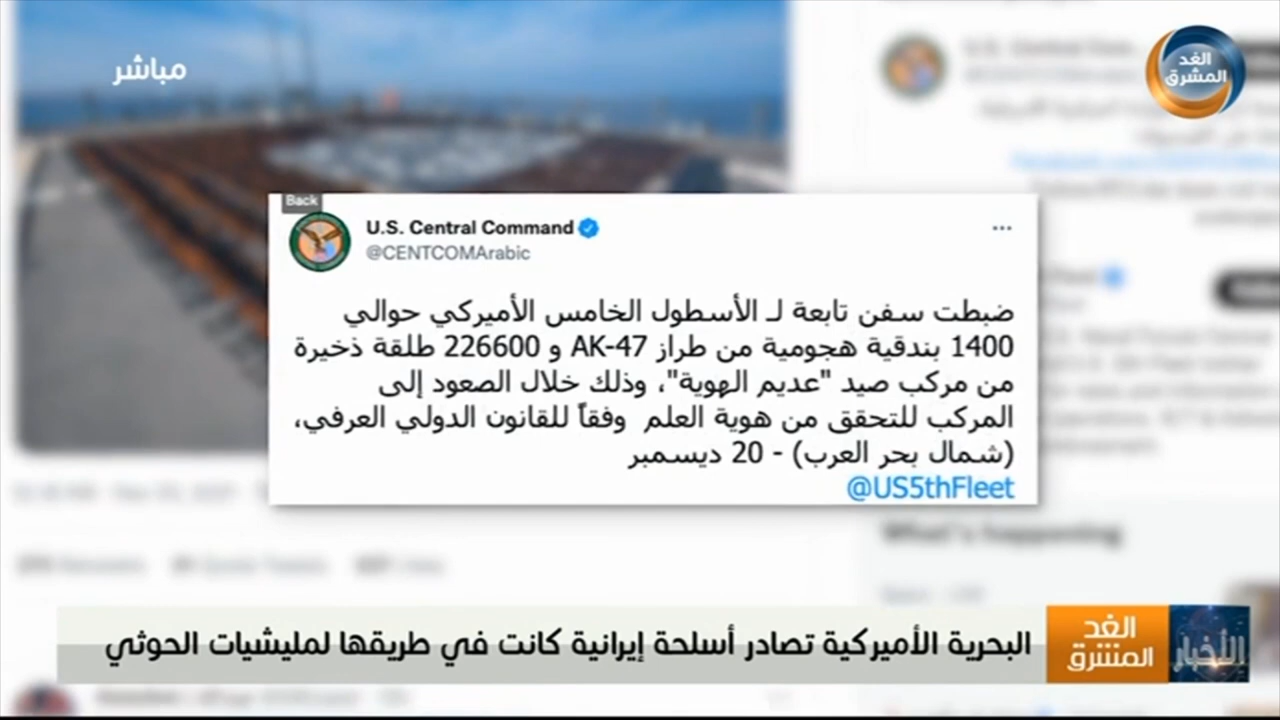 مباشر
الغد
المشرق
Back
U.S. Central Command
@CENTCOMArabic
ضبطت سفن تابعة لـ الأسطول الخامس الأميركي حوالي
1400 بندقية هجومية من طراز AK-47 و 226600 طلقة ذخيرة
من مركب صيد "عديم الهوية"، وذلك خلال الصعود إلى
المركب للتحقق من هوية العلم وفقاً للقانون الدولي العرفي،
(شمال بحر العرب) - 20 ديسمبر
@US5thFleet
What's happening
البحرية الأميركية تصادر أسلحة إيرانية كانت في طريقها لمليشيات الحوثي
الغد
المشرق
الأخبار